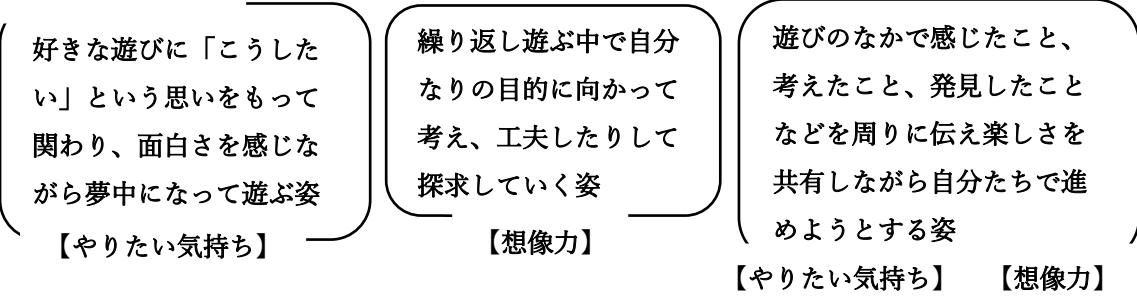 好きな遊びに「こうした
い」という思いをもって
関わり、面白さを感じな
がら夢中になって遊ぶ姿
【やりたい気持ち】
繰り返し遊ぶ中で自分
なりの目的に向かって
考え、工夫したりして
探求していく姿
【想像力】
遊びのなかで感じたこと、
考えたこと、発見したこと
などを周りに伝え楽しさを
共有しながら自分たちで進
めようとする姿
【やりたい気持ち】　【想像力】